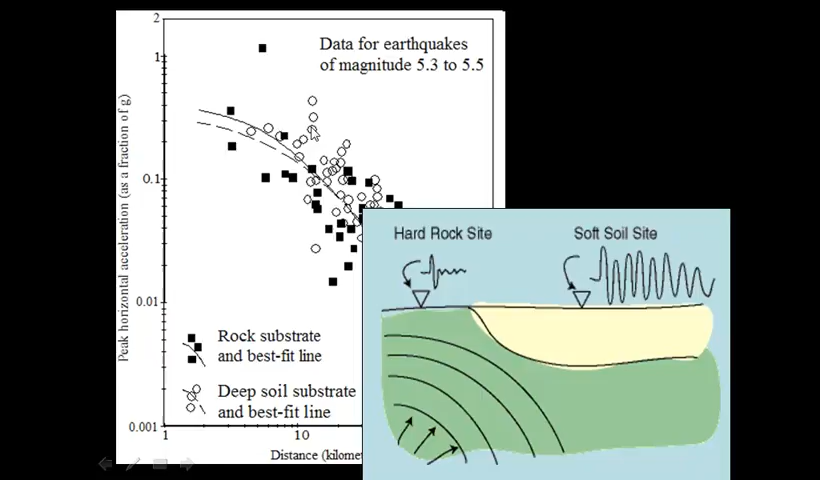 2
Data for earthquakes
of magnitude 5.3 to 5.5
1
Peak horizontal acceleration (as a fraction of g)
0.1
0.01
0.001
Rock substrate
and best-fit line
Deep soil substrate
and best-fit line
1
10
Distance (kilomet
Hard Rock Site
Soft Soil Site